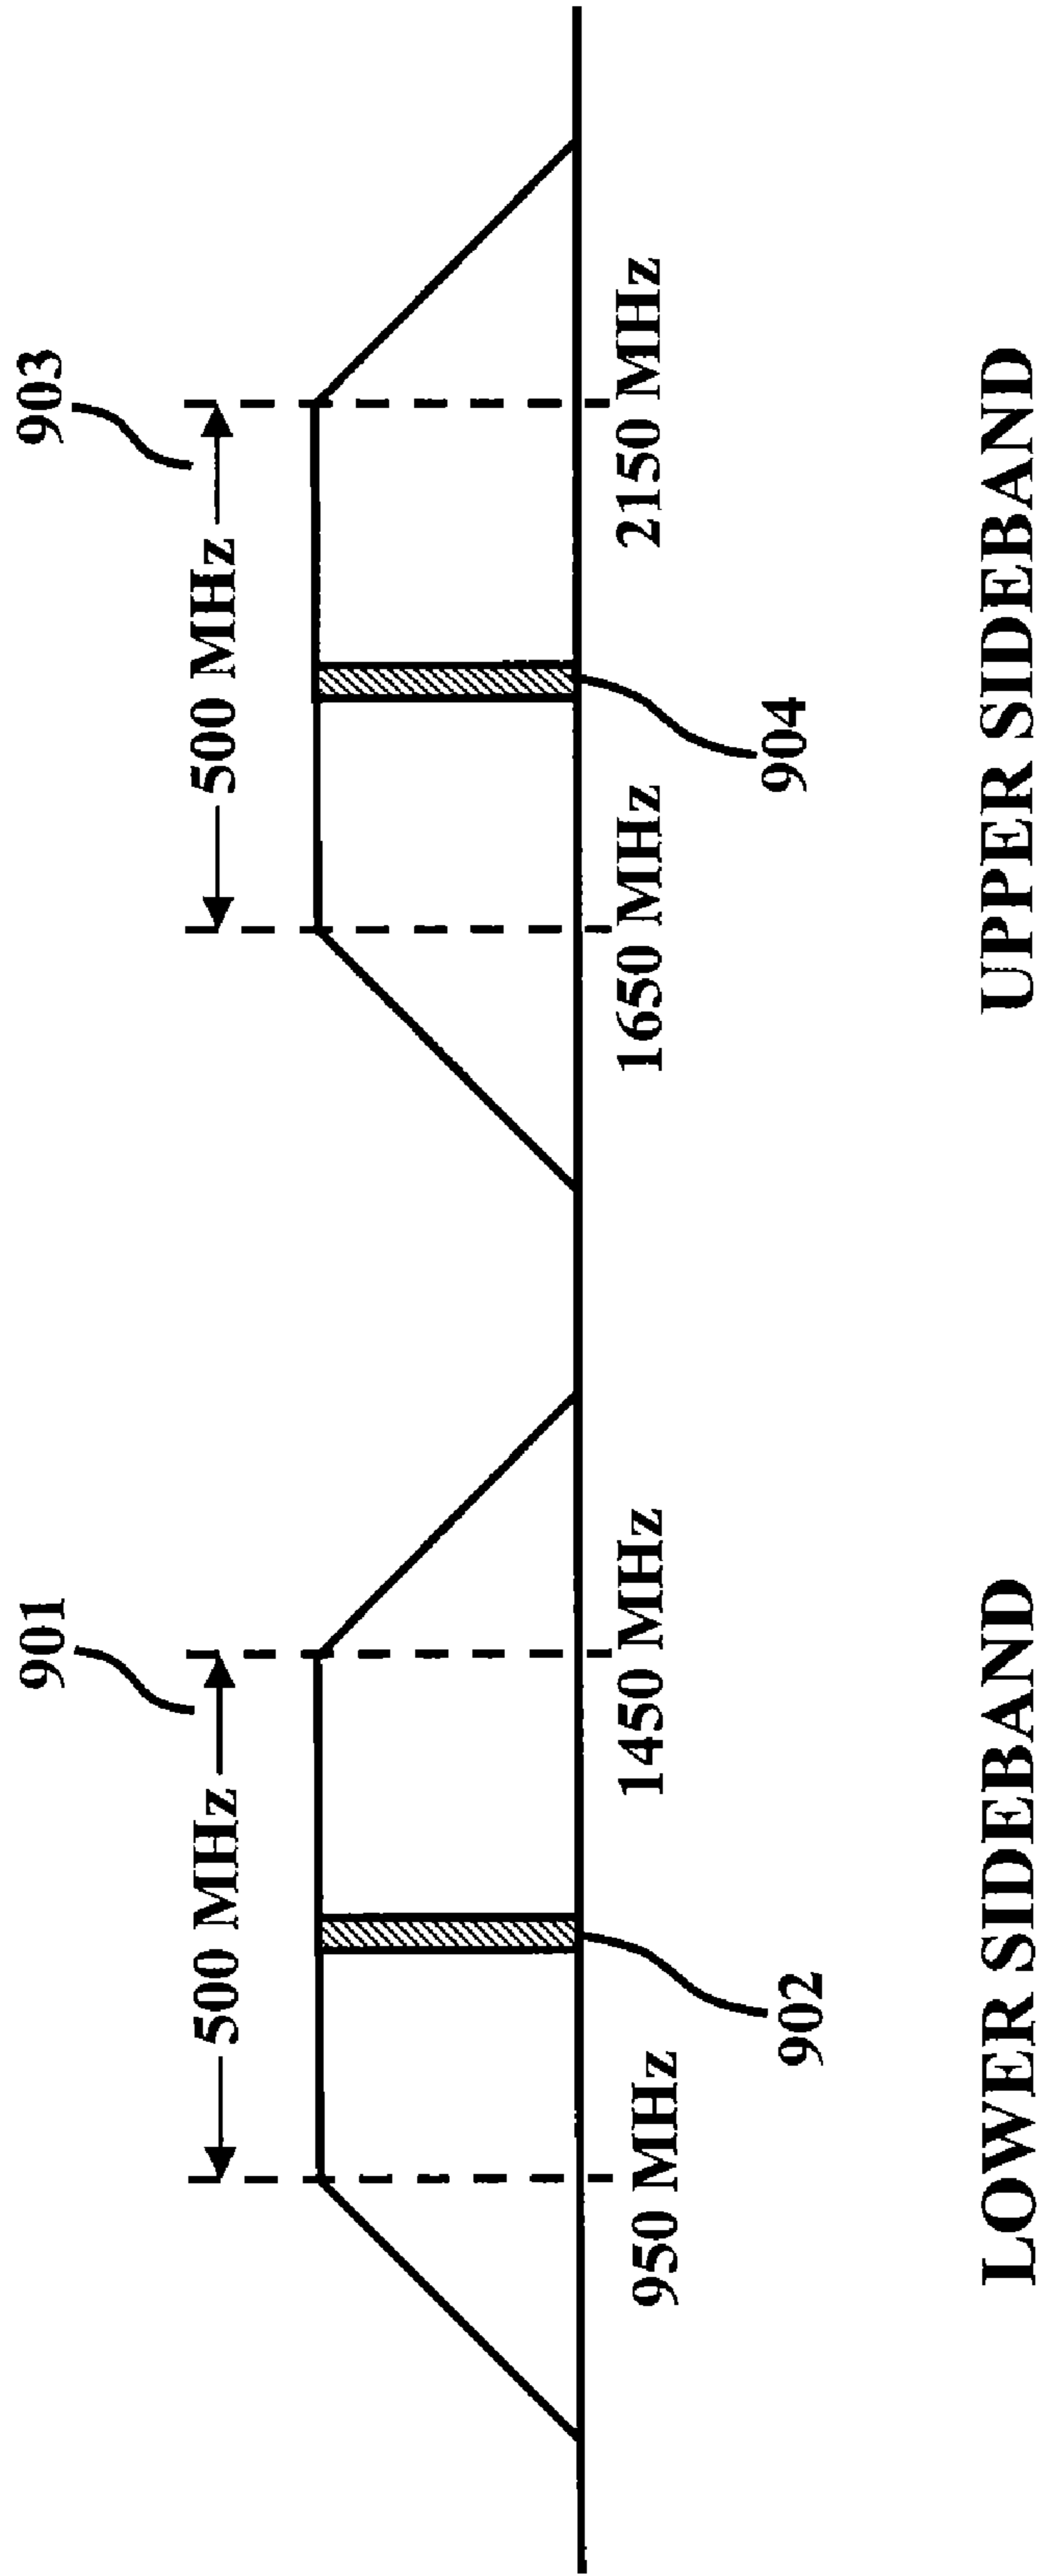 901
903
500 MHz
500 MHz
950 MHz
1450 MHz
1650 MHz
2150 MHz
902
904
LOWER SIDEBAND
UPPER SIDEBAND